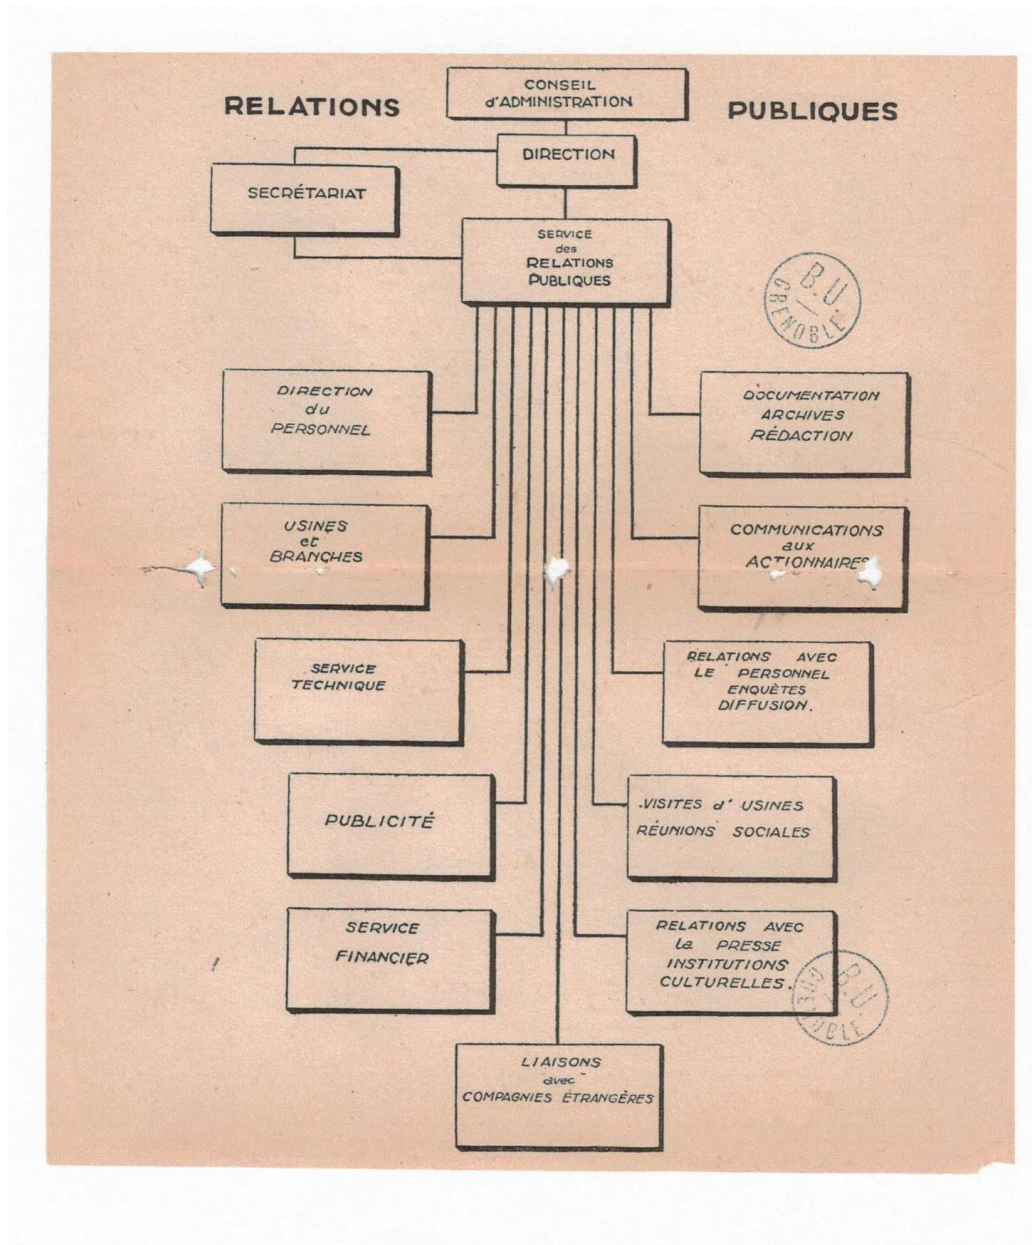 RELATIONS
PUBLIQUES
CONSEIL
d'ADMINISTRATION
DIRECTION
SECRÉTARIAT
SERVICE
des
RELATIONS
PUBLIQUES
B.U
GRENOBLE
DIRECTION
du
PERSONNEL
DOCUMENTATION
ARCHIVES
RÉDACTION
USINES
et
BRANCHES
COMMUNICATIONS
aux
ACTIONNAIRES
SERVICE
TECHNIQUE
RELATIONS AVEC
LE PERSONNEL
ENQUÈTES
DIFFUSION.
PUBLICITÉ
VISITES d'USINES
RÉUNIONS SOCIALES
SERVICE
FINANCIER
RELATIONS AVEC
la PRESSE
INSTITUTIONS
CULTURELLES.
B.U
GRENOBLE
LIAISONS
avec
COMPAGNIES ÉTRANGÈRES